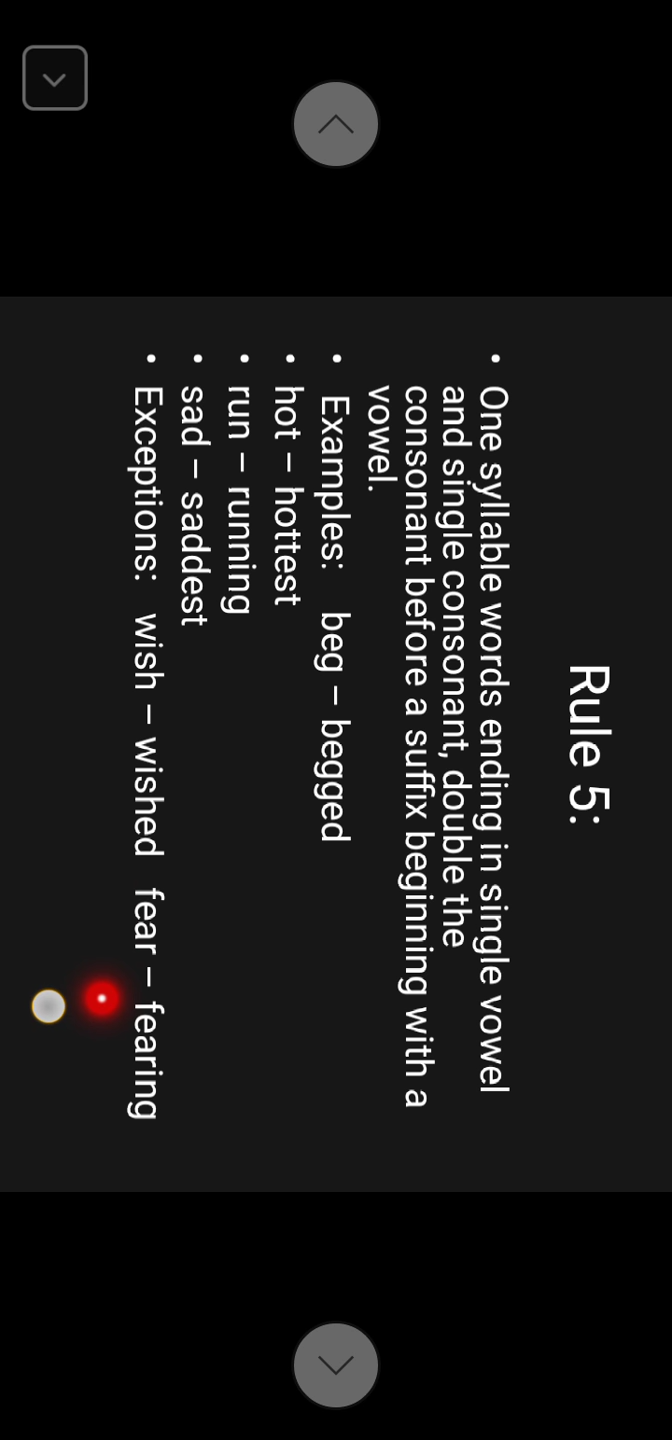 Rule 5:
• One syllable words ending in single vowel
and single consonant, double the
consonant before a suffix beginning with a
vowel.
• Examples: beg – begged
• hot – hottest
• run – running
• sad – saddest
• Exceptions: wish – wished fear – fearing